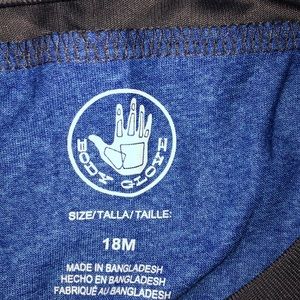 BODY GLOVE
SIZE/TALLA/TAILLE:
18M
MADE IN BANGLADESH
HECHO EN BANGLADESH
FABRIQUÉ AU BANGLADESH